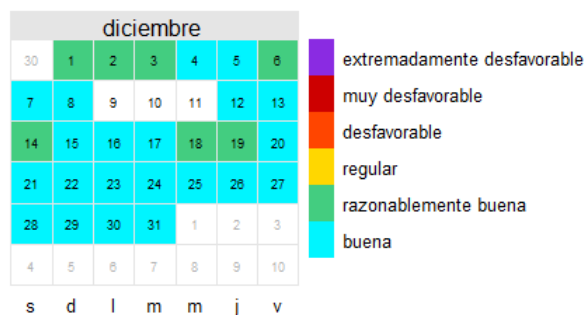 diciembre
30 1 2 3 4 5 6
7 8 9 10 11 12 13
14 15 16 17 18 19 20
21 22 23 24 25 26 27
28 29 30 31 1 2 3
4 5 6 7 8 9 10
s d l m m j v
extremadamente desfavorable
muy desfavorable
desfavorable
regular
razonablemente buena
buena